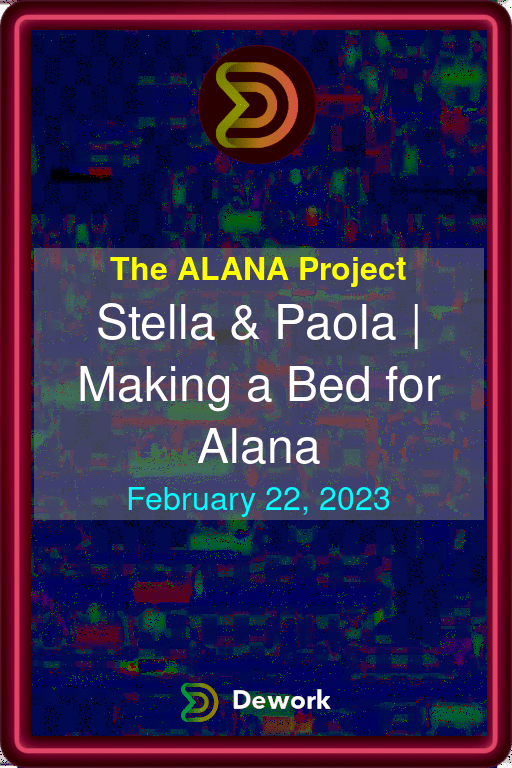 The ALANA Project
Stella & Paola |
Making a Bed for
Alana
February 22, 2023
Dework